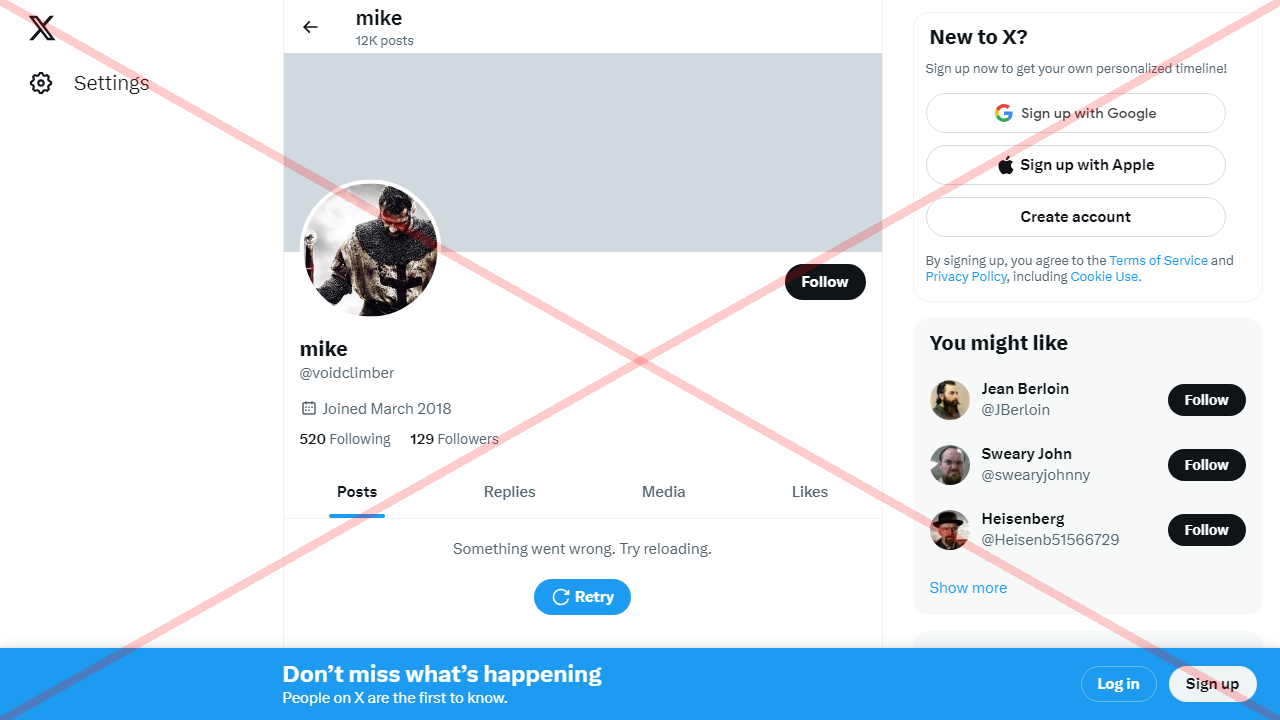 Settings
mike
12K posts
Follow
mike
@voidclimber
Joined March 2018
520 Following 129 Followers
Posts Replies Media Likes
Something went wrong. Try reloading.
Retry
New to X?
Sign up now to get your own personalized timeline!
Sign up with Google
Sign up with Apple
Create account
By signing up, you agree to the Terms of Service and
Privacy Policy, including Cookie Use.
You might like
Jean Berloin
@JBerloin
Follow
Sweary John
@swearyjohnny
Follow
Heisenberg
@Heisenb51566729
Follow
Show more
Don’t miss what’s happening
People on X are the first to know.
Log in
Sign up